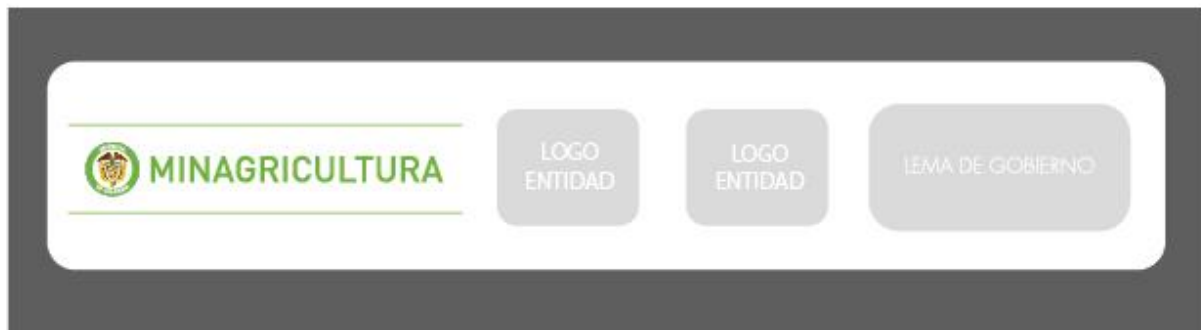 MINAGRICULTURA
LOGO
ENTIDAD
LOGO
ENTIDAD
LEMA DE GOBIERNO